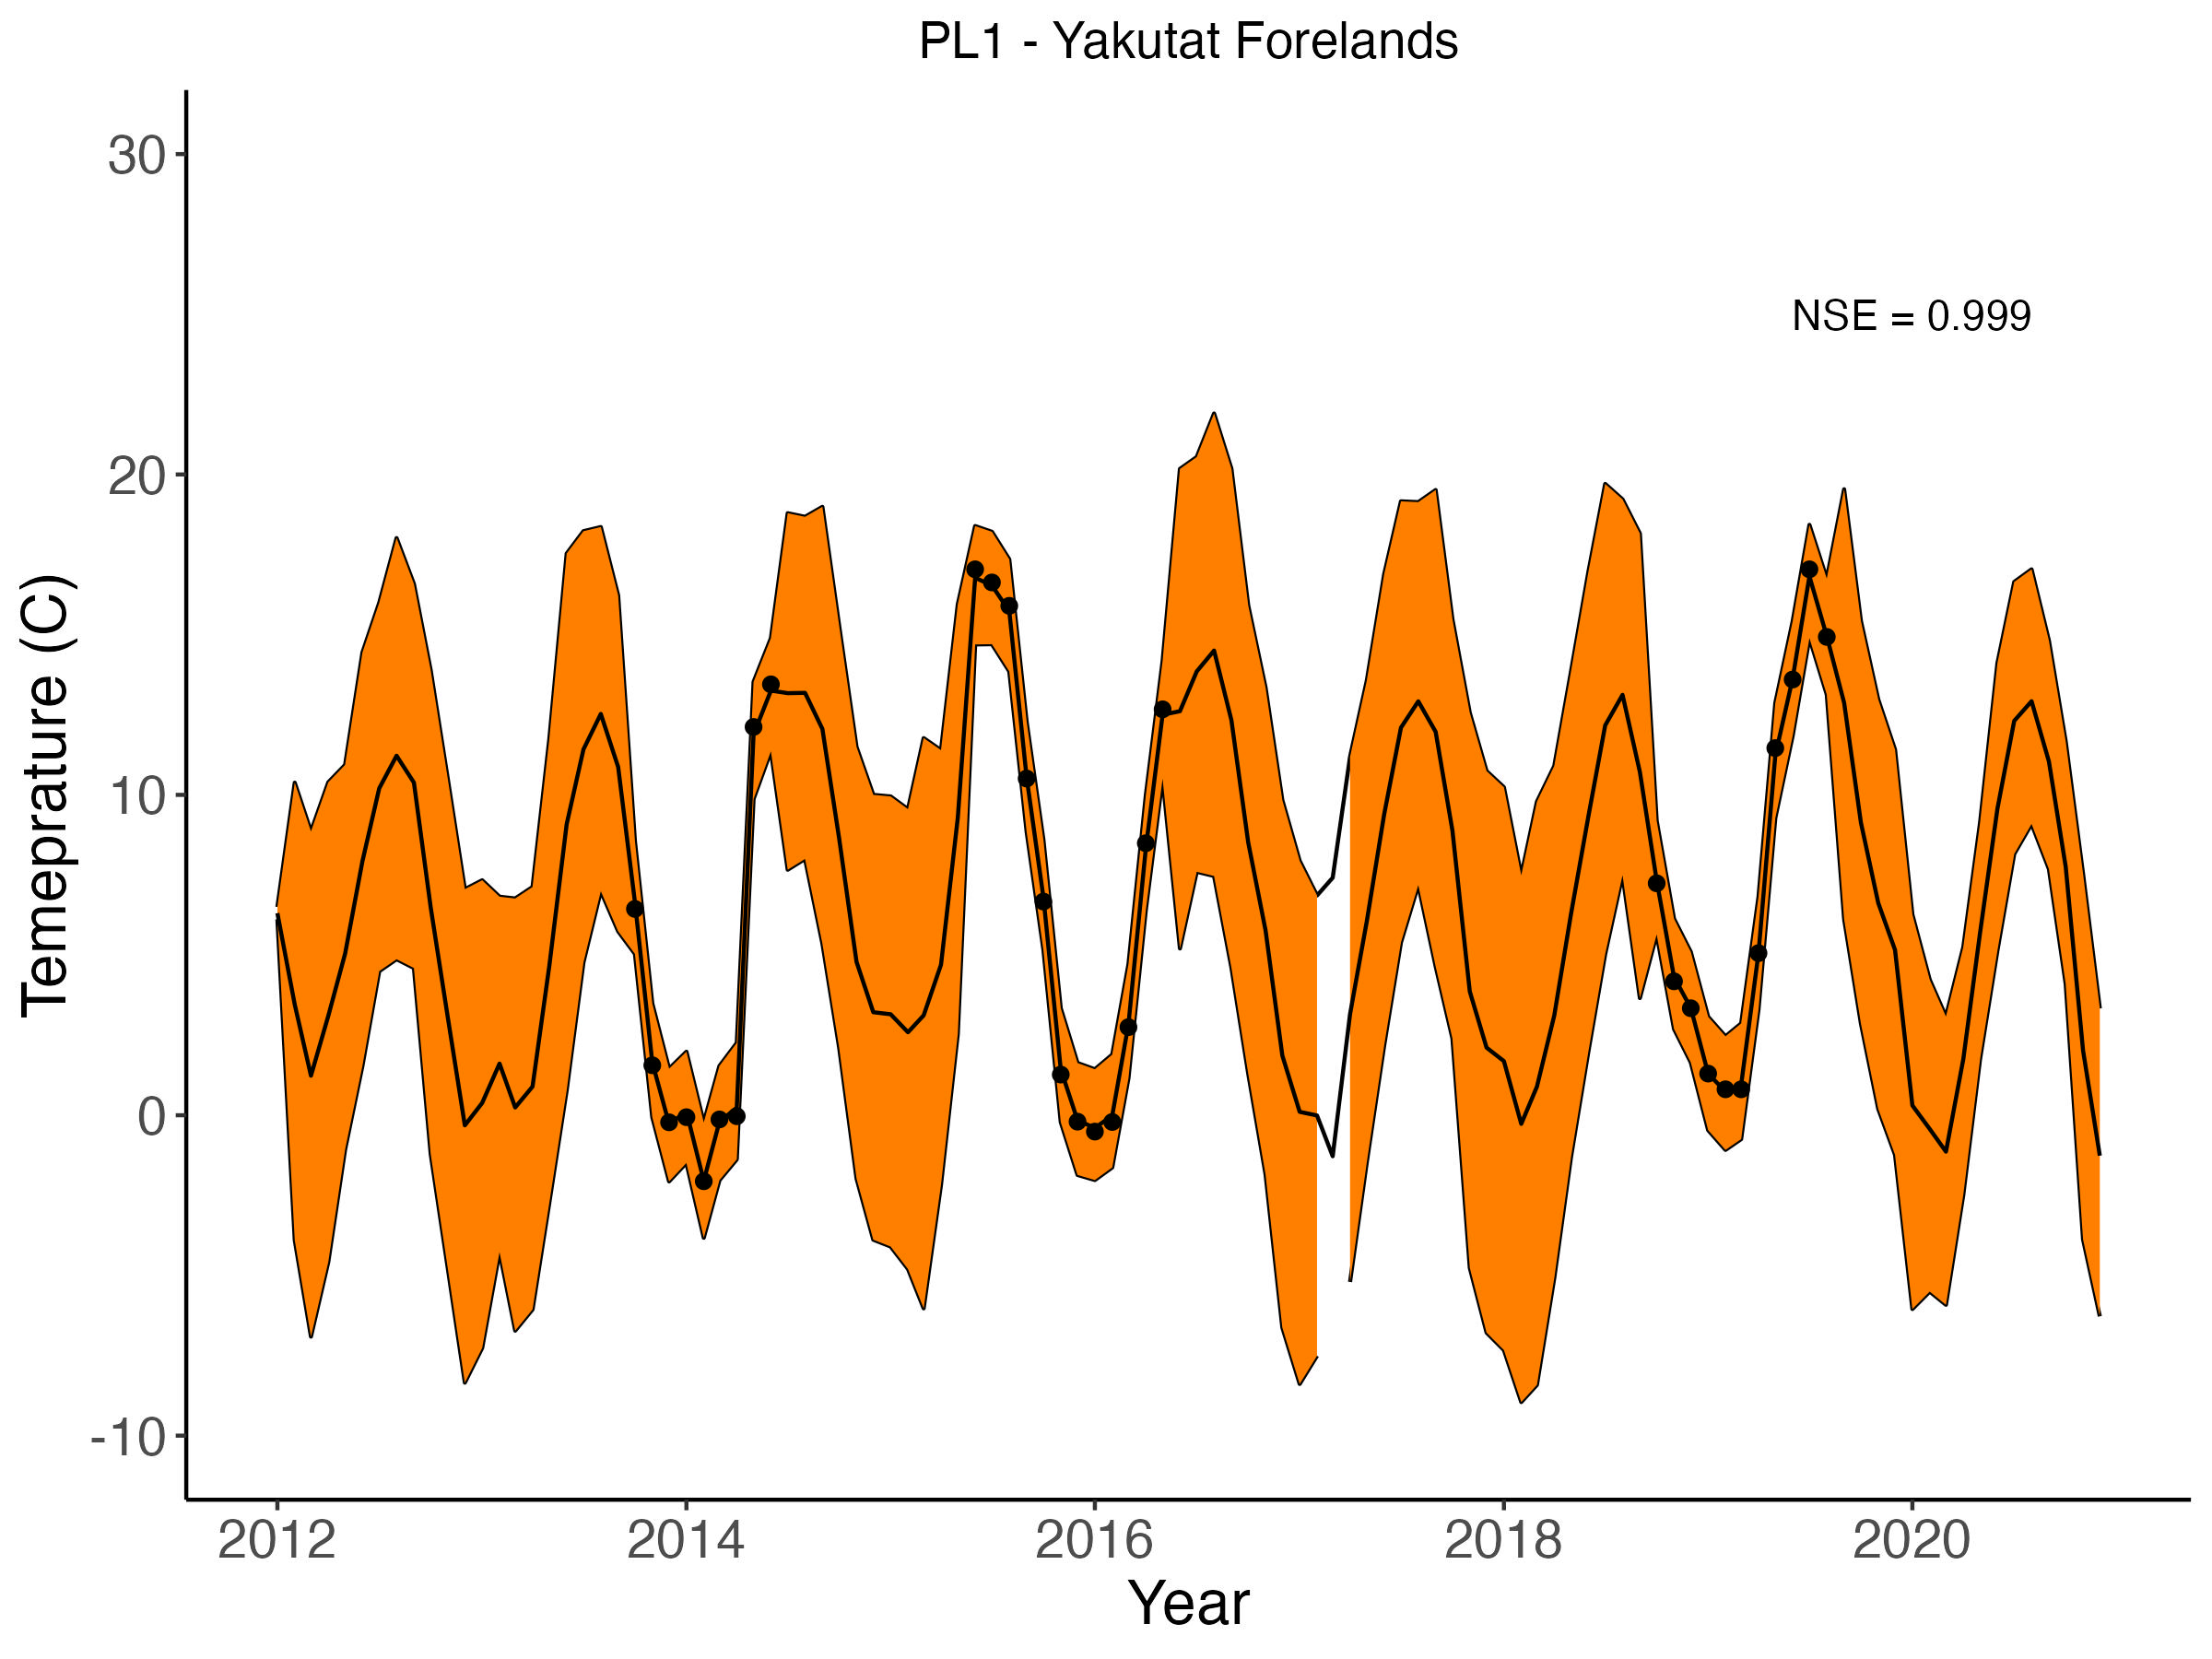 PL1 - Yakutat Forelands
30
20
10
0
-10
Temeprature (C)
NSE = 0.999
2012 2014 2016 2018 2020
Year